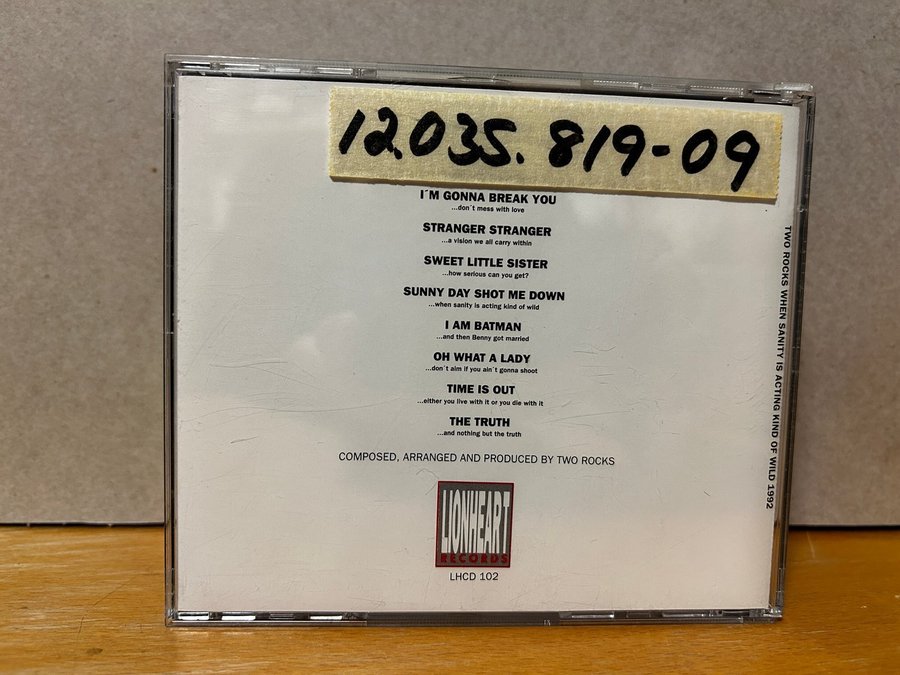 12.035.819-09
I´M GONNA BREAK YOU
...don´t mess with love
STRANGER STRANGER
...a vision we all carry within
SWEET LITTLE SISTER
...how serious can you get?
SUNNY DAY SHOT ME DOWN
...when sanity is acting kind of wild
I AM BATMAN
...and then Benny got married
OH WHAT A LADY
...don´t aim if you ain´t gonna shoot
TIME IS OUT
...either you live with it or you die with it
THE TRUTH
...and nothing but the truth
COMPOSED, ARRANGED AND PRODUCED BY TWO ROCKS
LIONHEART
RECORDS
LHCD 102
TWO ROCKS WHEN SANITY IS ACTING KIND OF WILD 1992